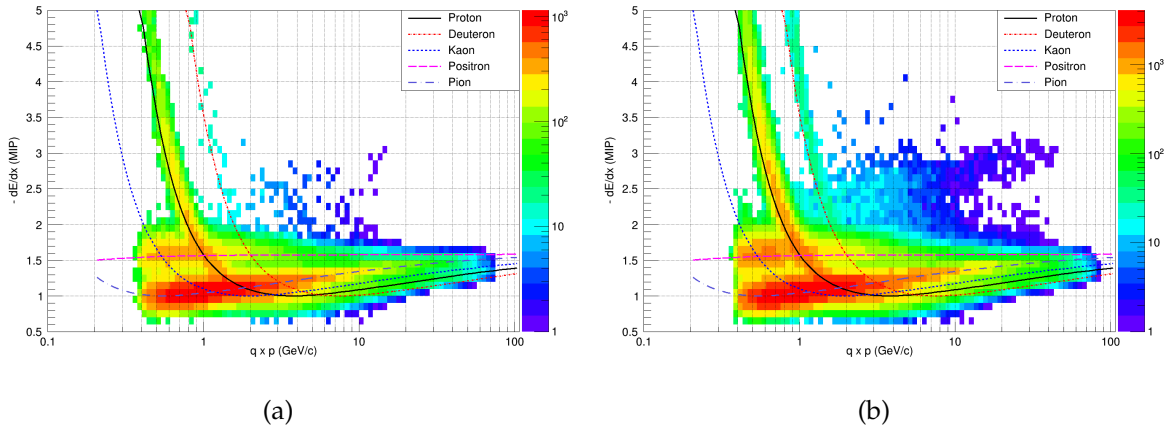 5
4.5
4
3.5
3
2.5
2
1.5
1
0.5
- dE/dx (MIP)
0.1 1 10 100
q x p (GeV/c)
Proton
Deuteron
Kaon
Positron
Pion
10³
10²
10
1
(a)
5
4.5
4
3.5
3
2.5
2
1.5
1
0.5
- dE/dx (MIP)
0.1 1 10 100
q x p (GeV/c)
Proton
Deuteron
Kaon
Positron
Pion
10³
10²
10
1
(b)